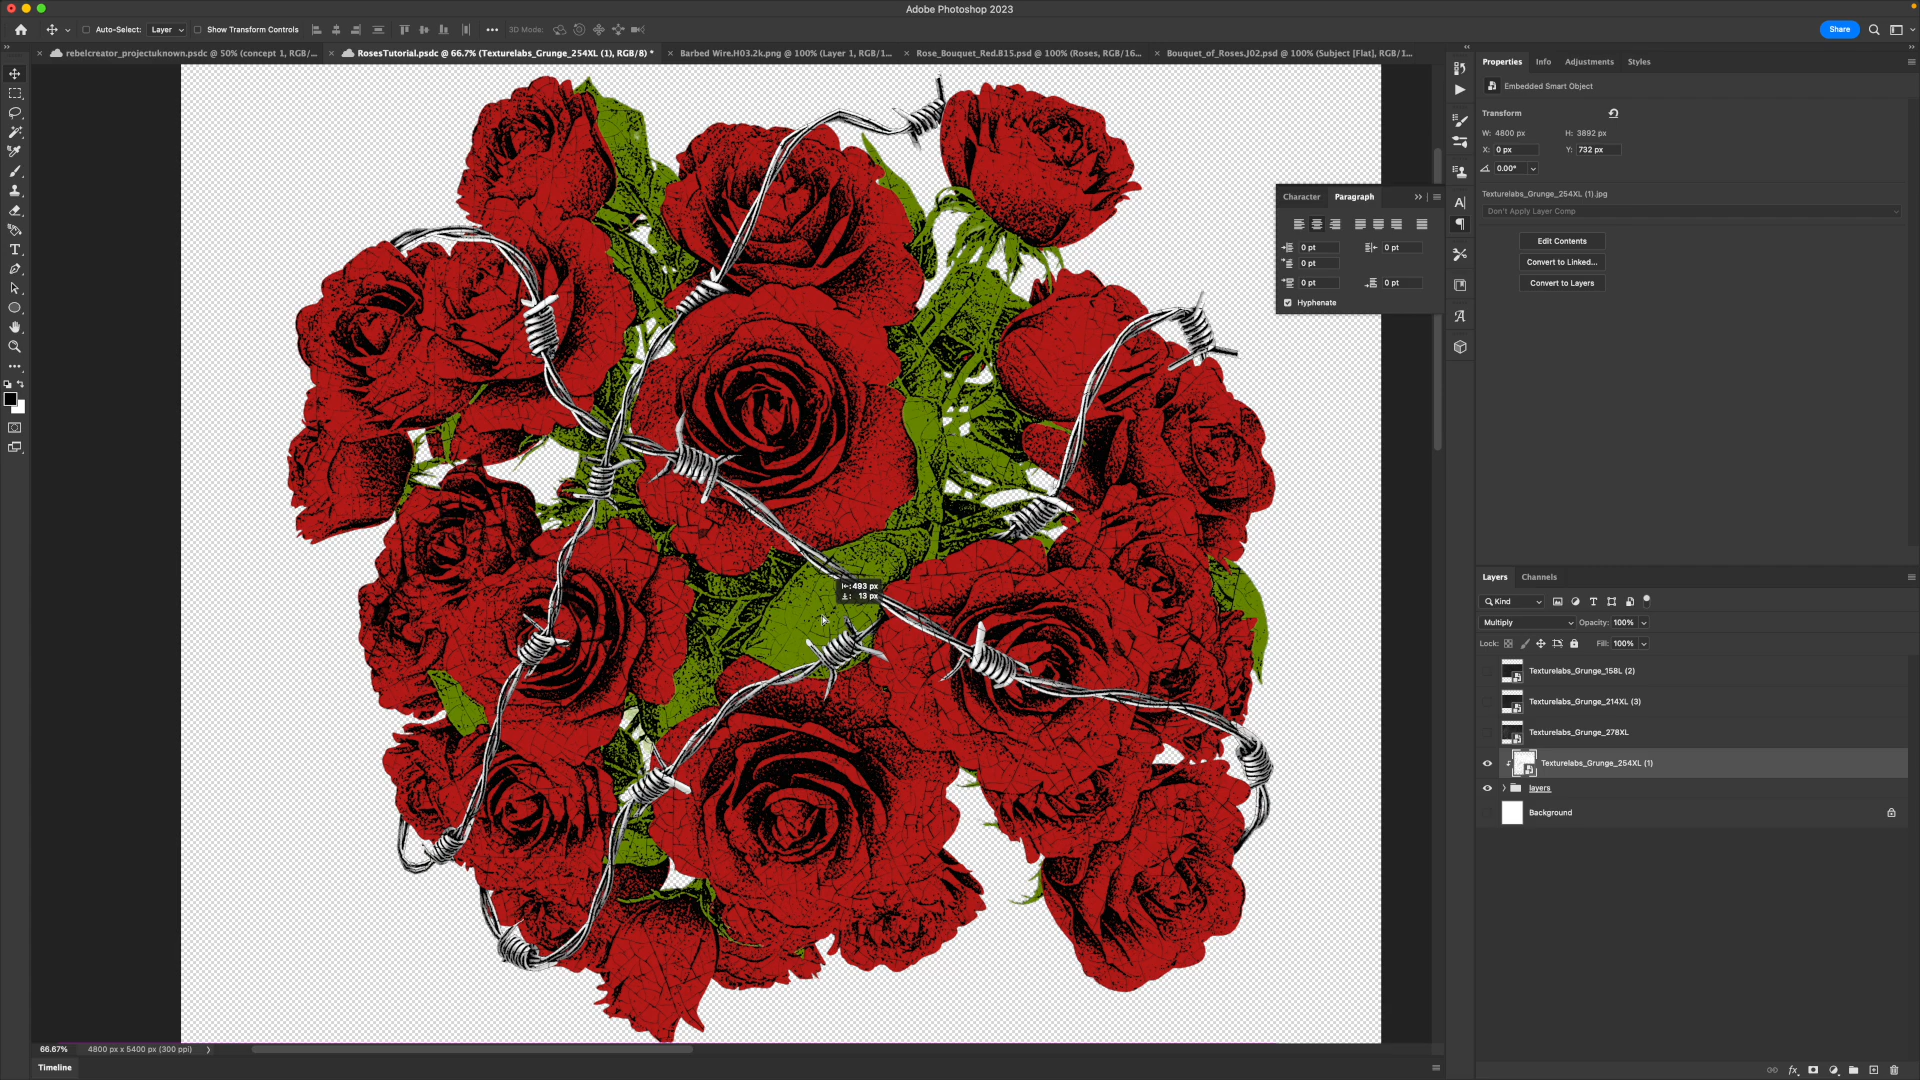 Adobe Photoshop 2023
Auto-Select: Layer Show Transform Controls 3D Mode: Share
rebelcreator_projectuknown.psdc @ 50% (concept 1, RGB/... RosesTutorial.psdc @ 66.7% (Texturelabs_Grunge_254XL (1), RGB/8) * Barbed Wire.H03.2k.png @ 100% (Layer 1, RGB/1... Rose_Bouquet_Red.B15.psd @ 100% (Roses, RGB/16... Bouquet_of_Roses.J02.psd @ 100% (Subject [Flat], RGB/1...
Properties Info Adjustments Styles
Embedded Smart Object
Transform
W: 4800 px H: 3892 px
X: 0 px Y: 732 px
0.00°
Texturelabs_Grunge_254XL (1).jpg
Don't Apply Layer Comp
Edit Contents
Convert to Linked...
Convert to Layers
Character Paragraph
0 pt 0 pt
0 pt
0 pt 0 pt
Hyphenate
493 px
13 px
Layers Channels
Kind
Multiply Opacity: 100%
Lock: Fill: 100%
Texturelabs_Grunge_158L (2)
Texturelabs_Grunge_214XL (3)
Texturelabs_Grunge_278XL
Texturelabs_Grunge_254XL (1)
layers
Background
66.67% 4800 px x 5400 px (300 ppi)
Timeline